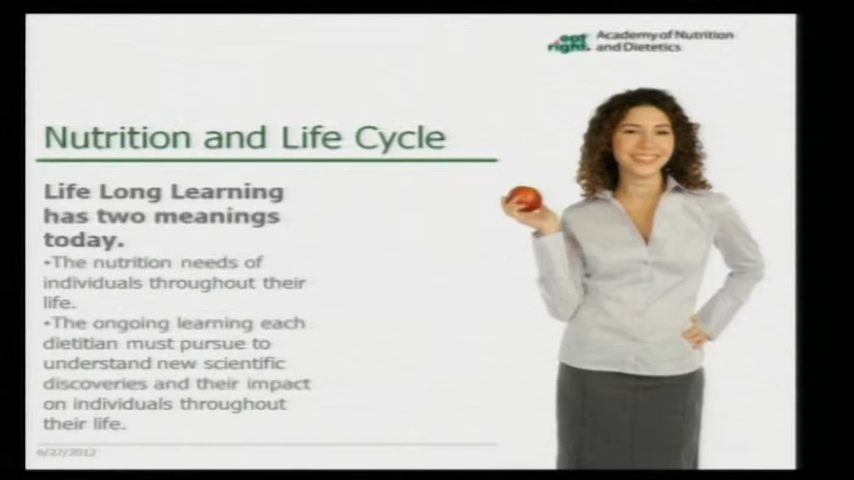 eat Academy of Nutrition
right. and Dietetics
Nutrition and Life Cycle
Life Long Learning
has two meanings
today.
•The nutrition needs of
individuals throughout their
life.
•The ongoing learning each
dietitian must pursue to
understand new scientific
discoveries and their impact
on individuals throughout
their life.
6/27/2012